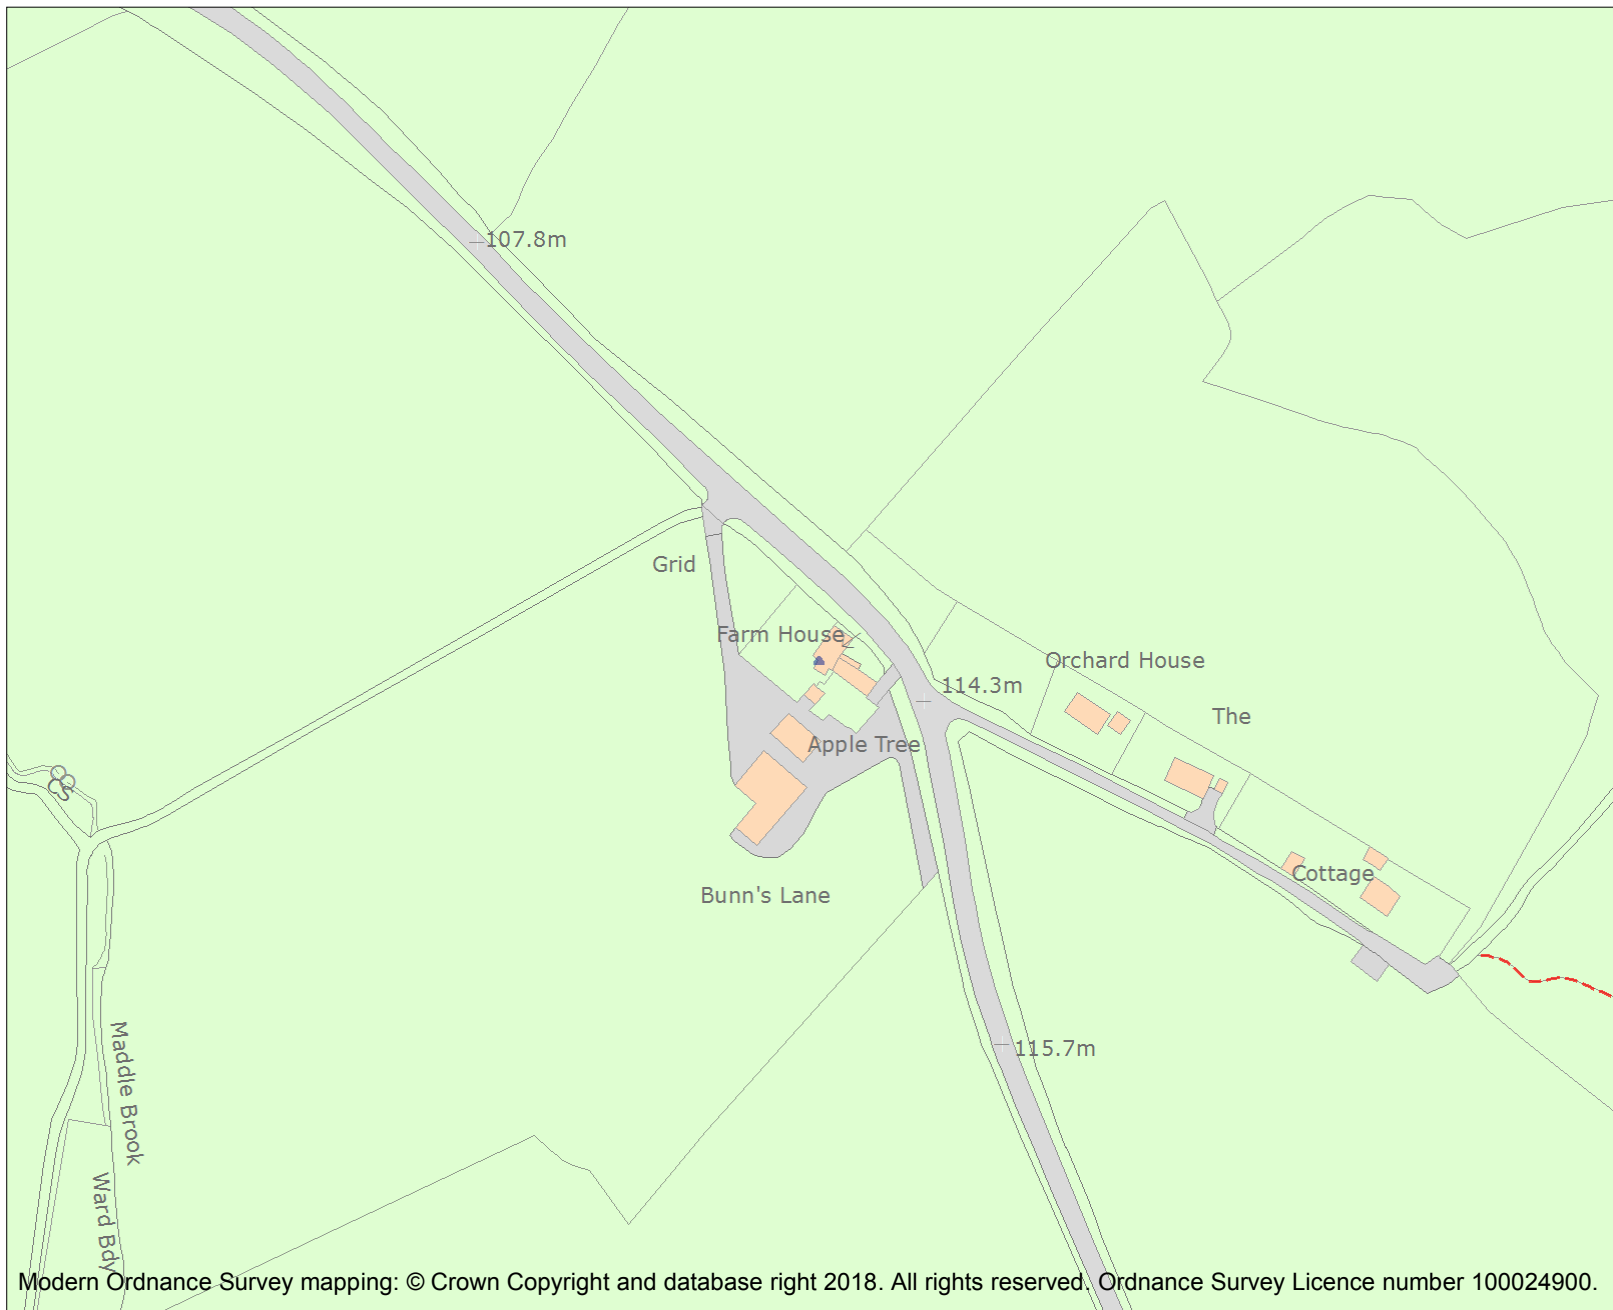 107.8m
Grid
Farm House
Orchard House
114.3m
The
Apple Tree
CS
Cottage
Bunn's Lane
Maddle Brook
115.7m
Ward Bdy
Modern Ordnance Survey mapping: © Crown Copyright and database right 2018. All rights reserved. Ordnance Survey Licence number 100024900.